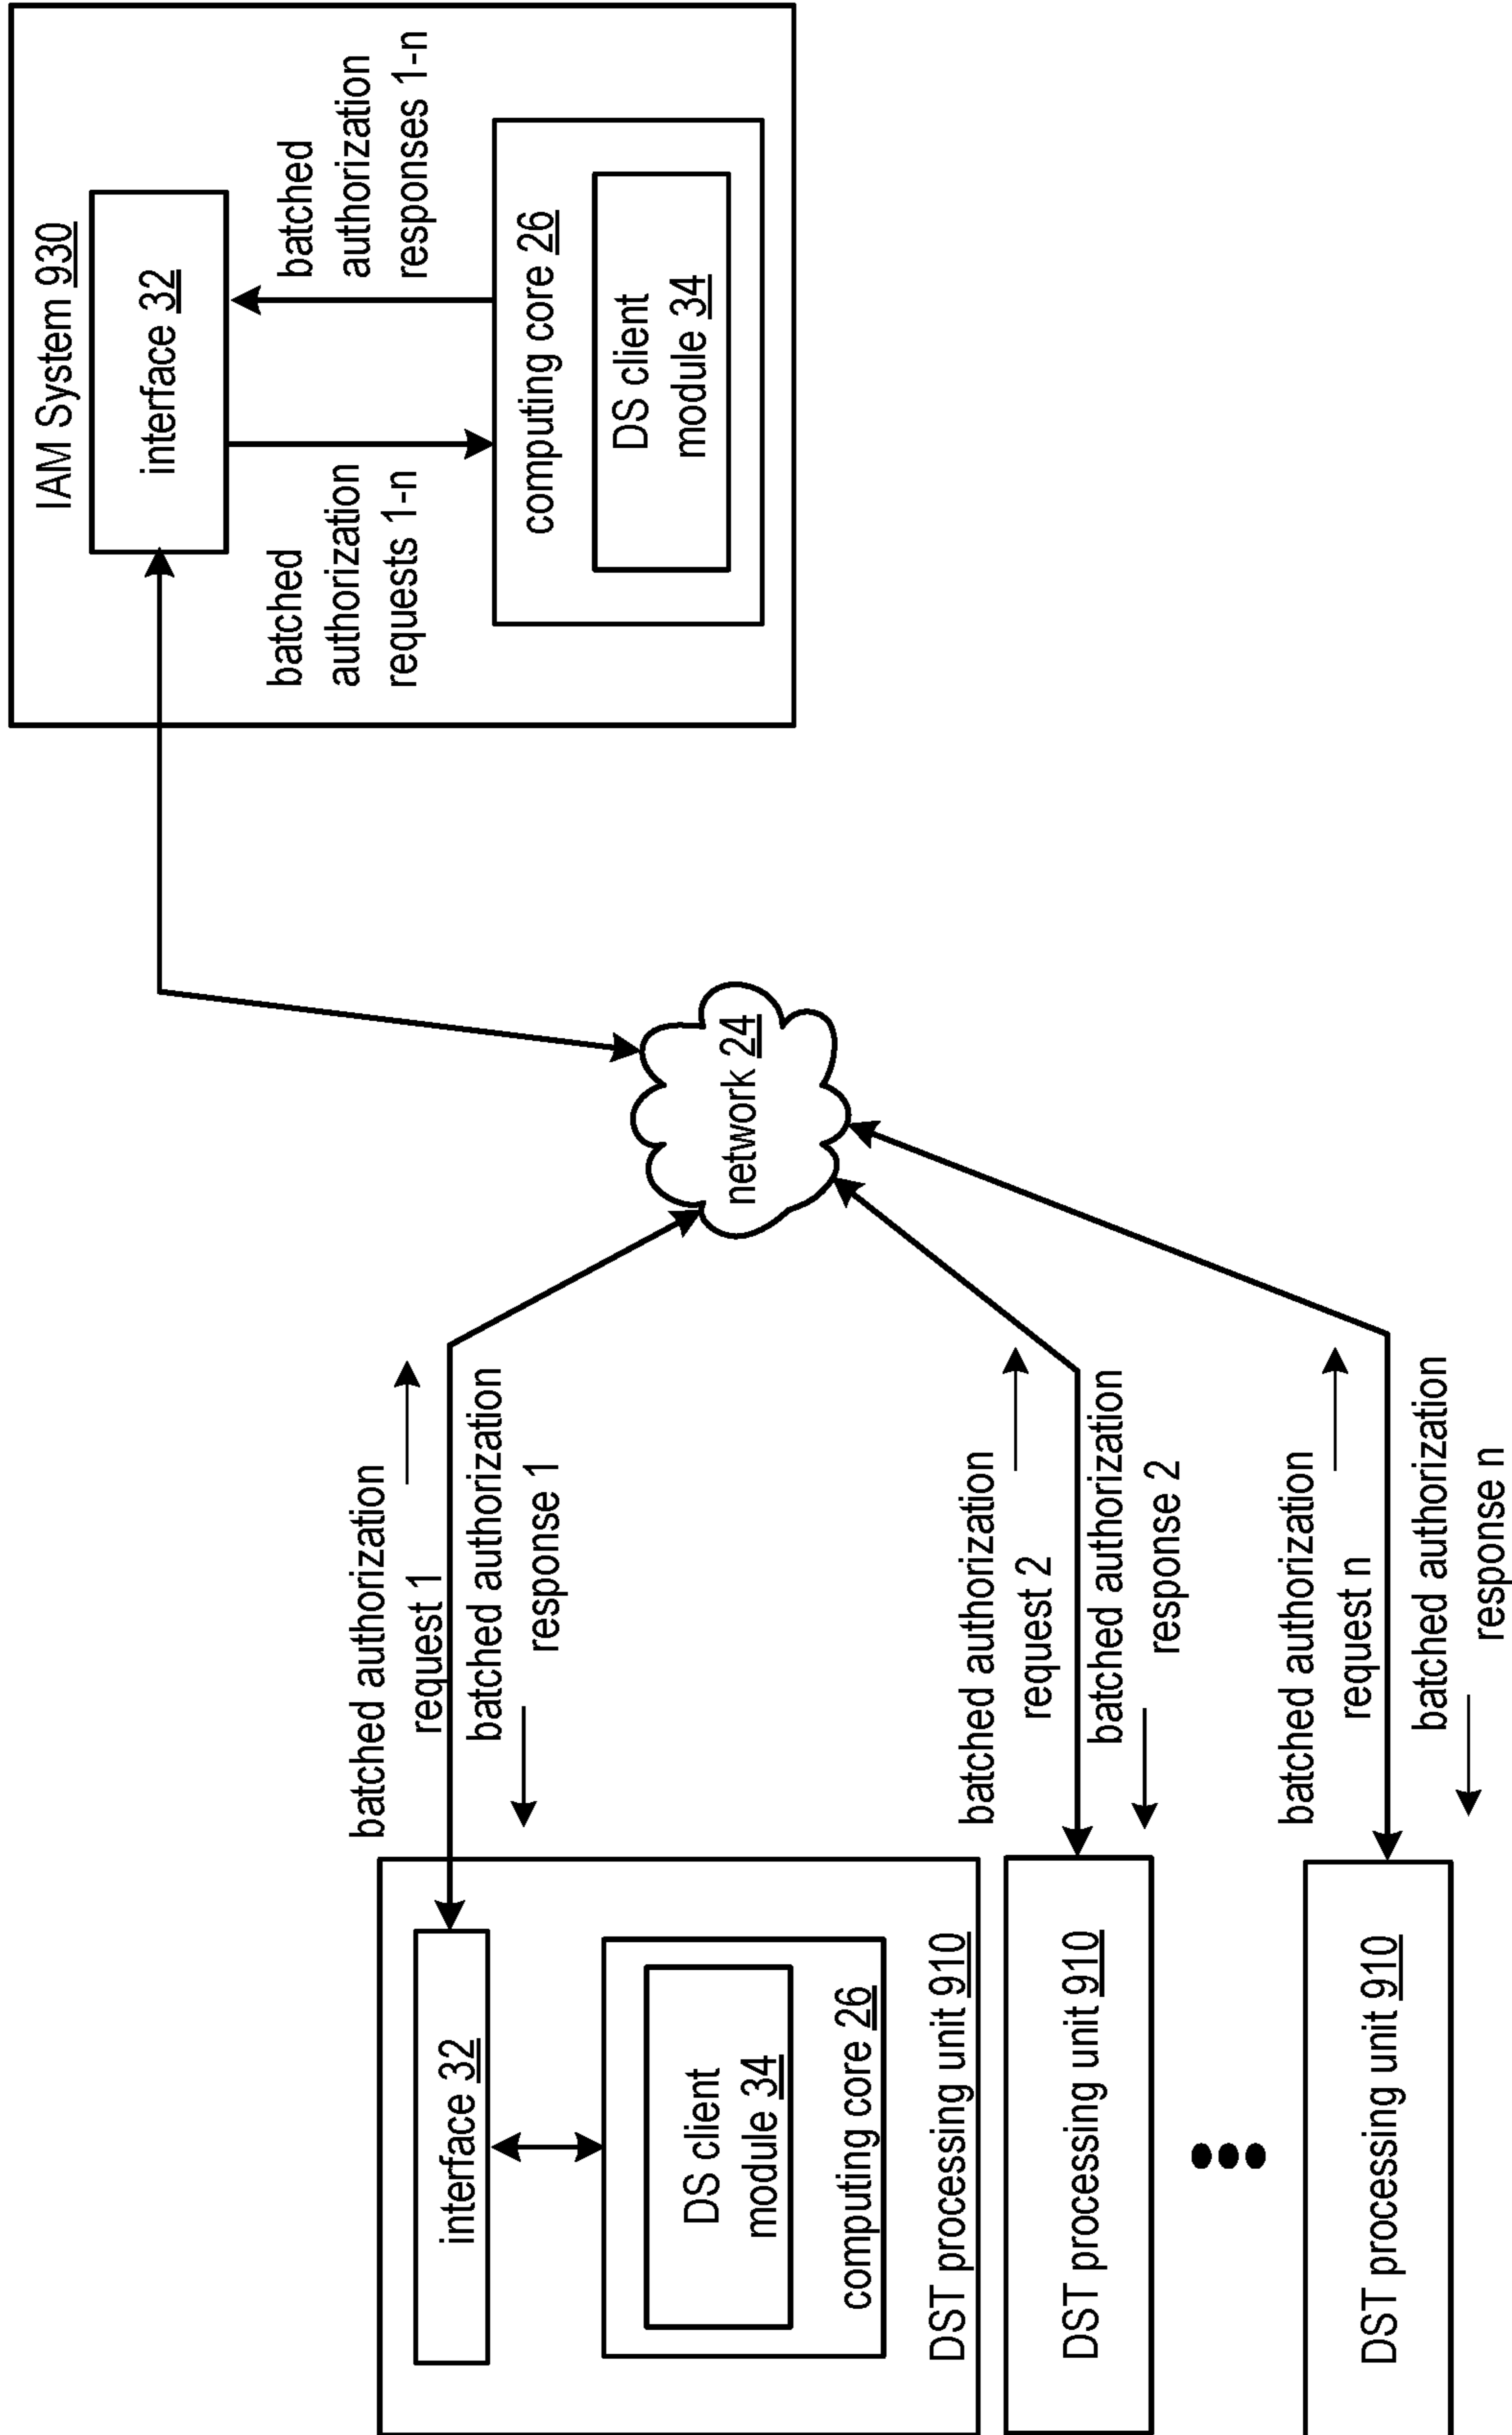 interface 32
DS client
module 34
computing core 26
DST processing unit 910
batched authorization
request 1
batched authorization
response 1
DST processing unit 910
batched authorization
request 2
batched authorization
response 2
DST processing unit 910
batched authorization
request n
batched authorization
response n
network 24
IAM System 930
interface 32
batched
authorization
requests 1-n
batched
authorization
responses 1-n
computing core 26
DS client
module 34